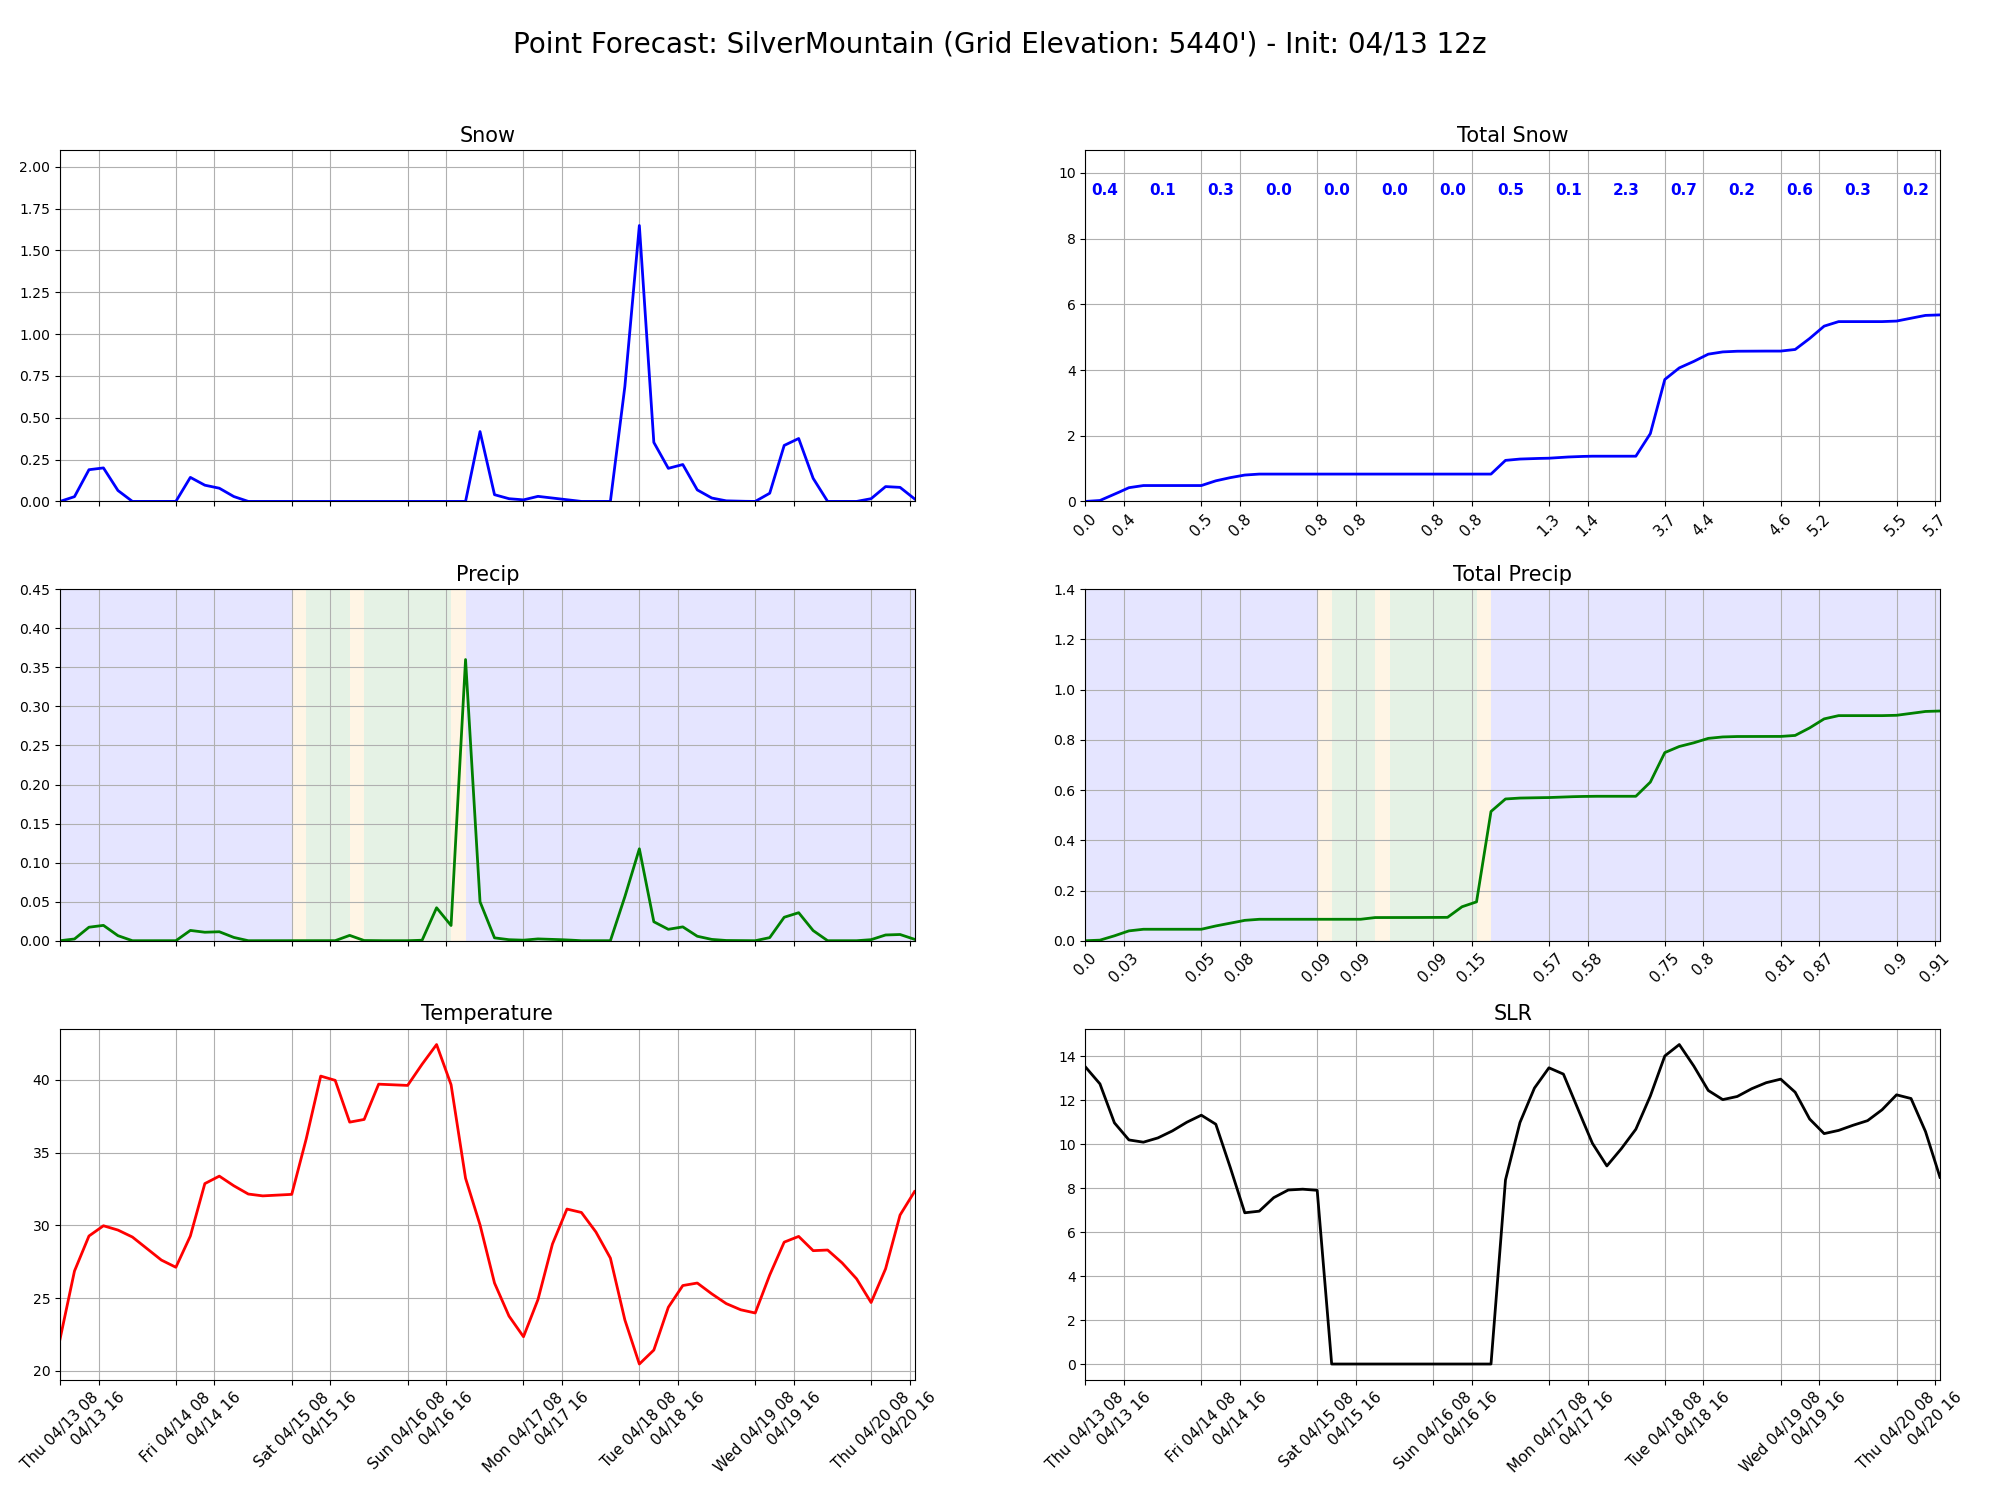 Point Forecast: SilverMountain (Grid Elevation: 5440') - Init: 04/13 12z
Snow
2.00
1.75
1.50
1.25
1.00
0.75
0.50
0.25
0.00
Total Snow
10
8
6
4
2
0
0.4 0.1 0.3 0.0 0.0 0.0 0.0 0.5 0.1 2.3 0.7 0.2 0.6 0.3 0.2
0.0 0.4 0.5 0.8 0.8 0.8 0.8 0.8 1.3 1.4 3.7 4.4 4.6 5.2 5.5 5.7
Precip
0.45
0.40
0.35
0.30
0.25
0.20
0.15
0.10
0.05
0.00
Total Precip
1.4
1.2
1.0
0.8
0.6
0.4
0.2
0.0
0.0 0.03 0.05 0.08 0.09 0.09 0.09 0.15 0.57 0.58 0.75 0.8 0.81 0.87 0.9 0.91
Temperature
40
35
30
25
20
Thu 04/13 08
04/13 16
Fri 04/14 08
04/14 16
Sat 04/15 08
04/15 16
Sun 04/16 08
04/16 16
Mon 04/17 08
04/17 16
Tue 04/18 08
04/18 16
Wed 04/19 08
04/19 16
Thu 04/20 08
04/20 16
SLR
14
12
10
8
6
4
2
0
Thu 04/13 08
04/13 16
Fri 04/14 08
04/14 16
Sat 04/15 08
04/15 16
Sun 04/16 08
04/16 16
Mon 04/17 08
04/17 16
Tue 04/18 08
04/18 16
Wed 04/19 08
04/19 16
Thu 04/20 08
04/20 16